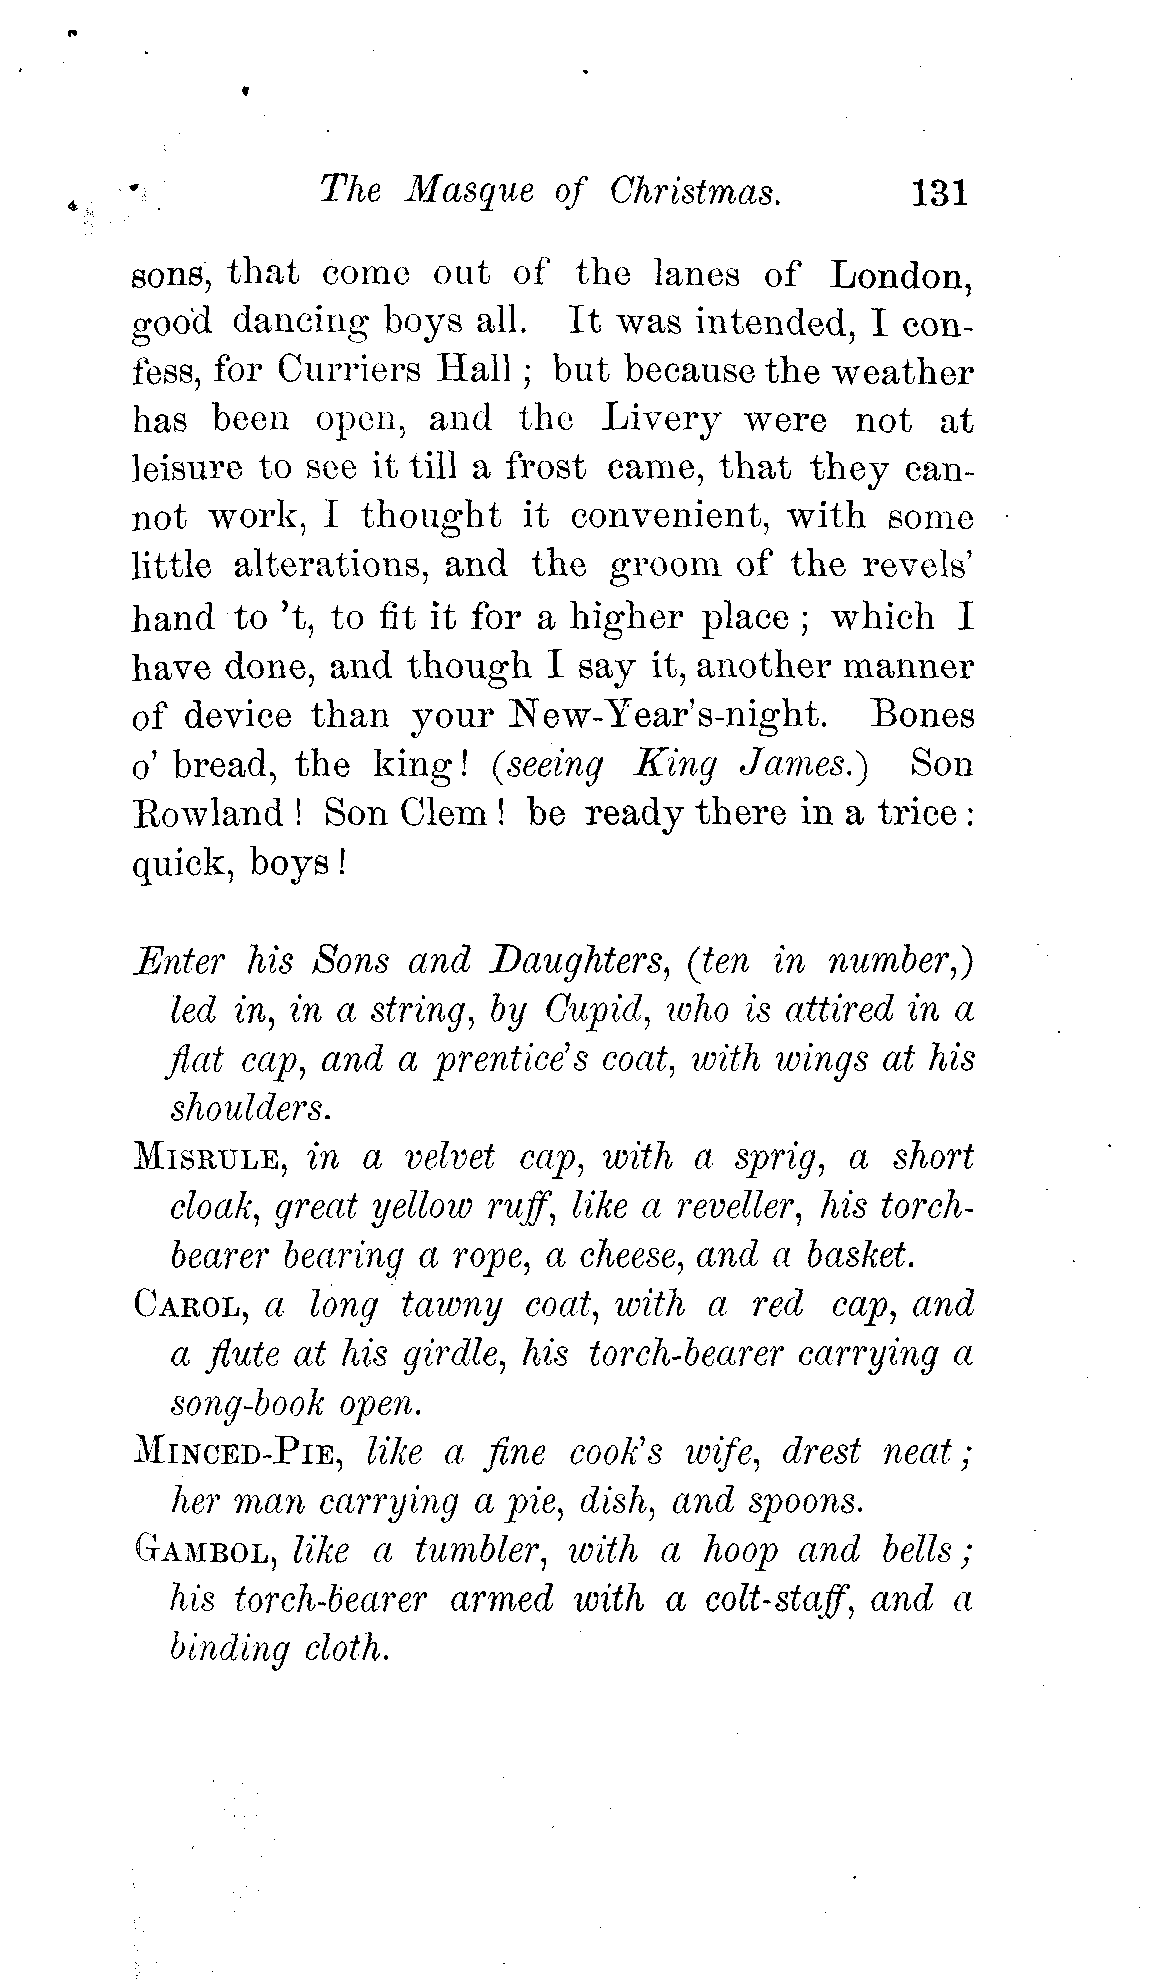 The Masque of Christmas. 131
sons, that come out of the lanes of London,
good dancing boys all. It was intended, I con-
fess, for Curriers Hall ; but because the weather
has been open, and the Livery were not at
leisure to see it till a frost came, that they can-
not work, I thought it convenient, with some
little alterations, and the groom of the revels'
hand to 't, to fit it for a higher place ; which I
have done, and though I say it, another manner
of device than your New-Year's-night. Bones
o' bread, the king! (seeing King James.) Son
Rowland ! Son Clem ! be ready there in a trice :
quick, boys !
Enter his Sons and Daughters, (ten in number,)
led in, in a string, by Cupid, who is attired in a
flat cap, and a prentice's coat, with wings at his
shoulders.
MISRULE, in a velvet cap, with a sprig, a short
cloak, great yellow ruff, like a reveller, his torch-
bearer bearing a rope, a cheese, and a basket.
CAROL, a long tawny coat, with a red cap, and
a flute at his girdle, his torch-bearer carrying a
song-book open.
MINCED-PIE, like a fine cook's wife, drest neat ;
her man carrying a pie, dish, and spoons.
GAMBOL, like a tumbler, with a hoop and bells ;
his torch-bearer armed with a colt-staff, and a
binding cloth.